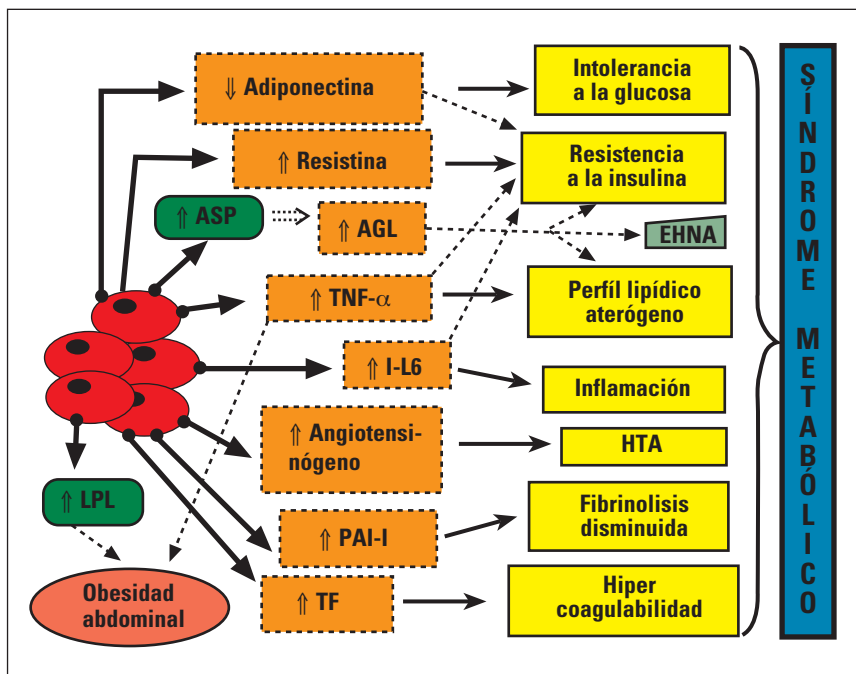 ⇓ Adiponectina
Intolerancia
a la glucosa
⇑ Resistina
Resistencia
a la insulina
⇑ ASP
⇑ AGL
EHNA
⇑ TNF-α
Perfíl lipídico
aterógeno
⇑ I-L6
Inflamación
⇑ Angiotensi-
nógeno
HTA
⇑ LPL
⇑ PAI-I
Fibrinolisis
disminuida
Obesidad
abdominal
⇑ TF
Hiper
coagulabilidad
SÍNDROME METABÓLICO